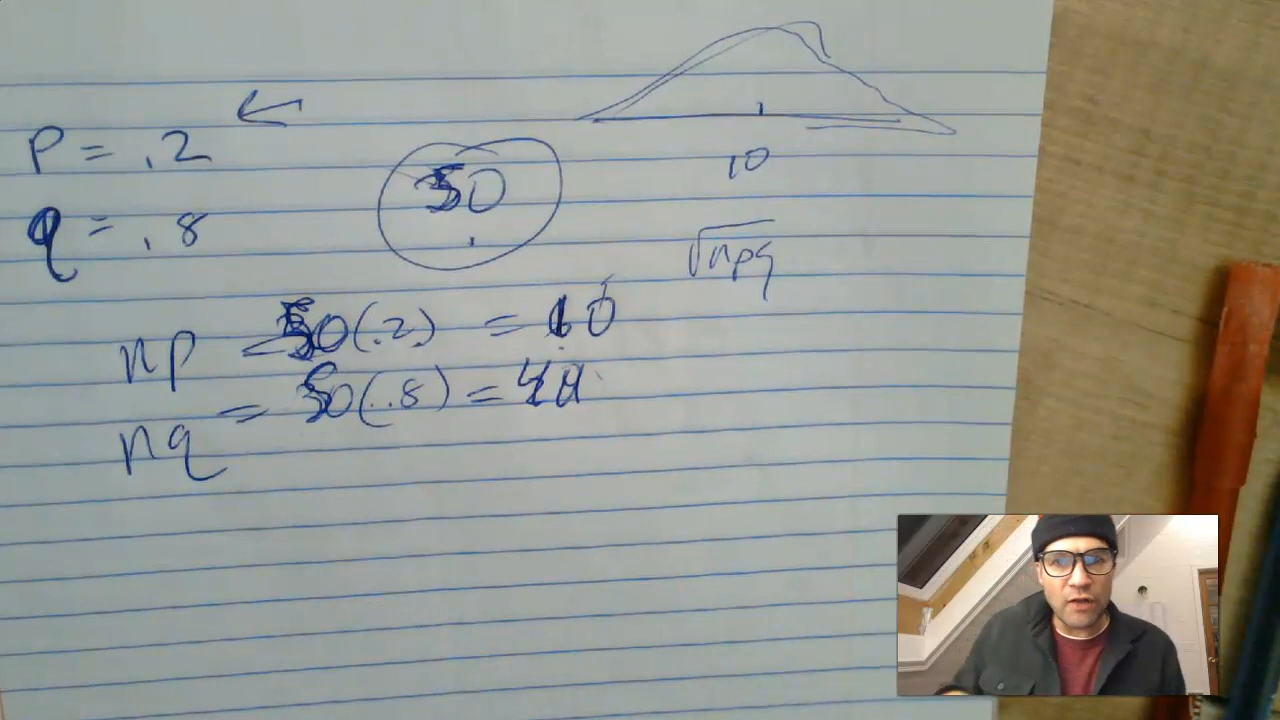 p = .2
q = .8
50
10
√npq
np = 50(.2) = 10
nq = 50(.8) = 40